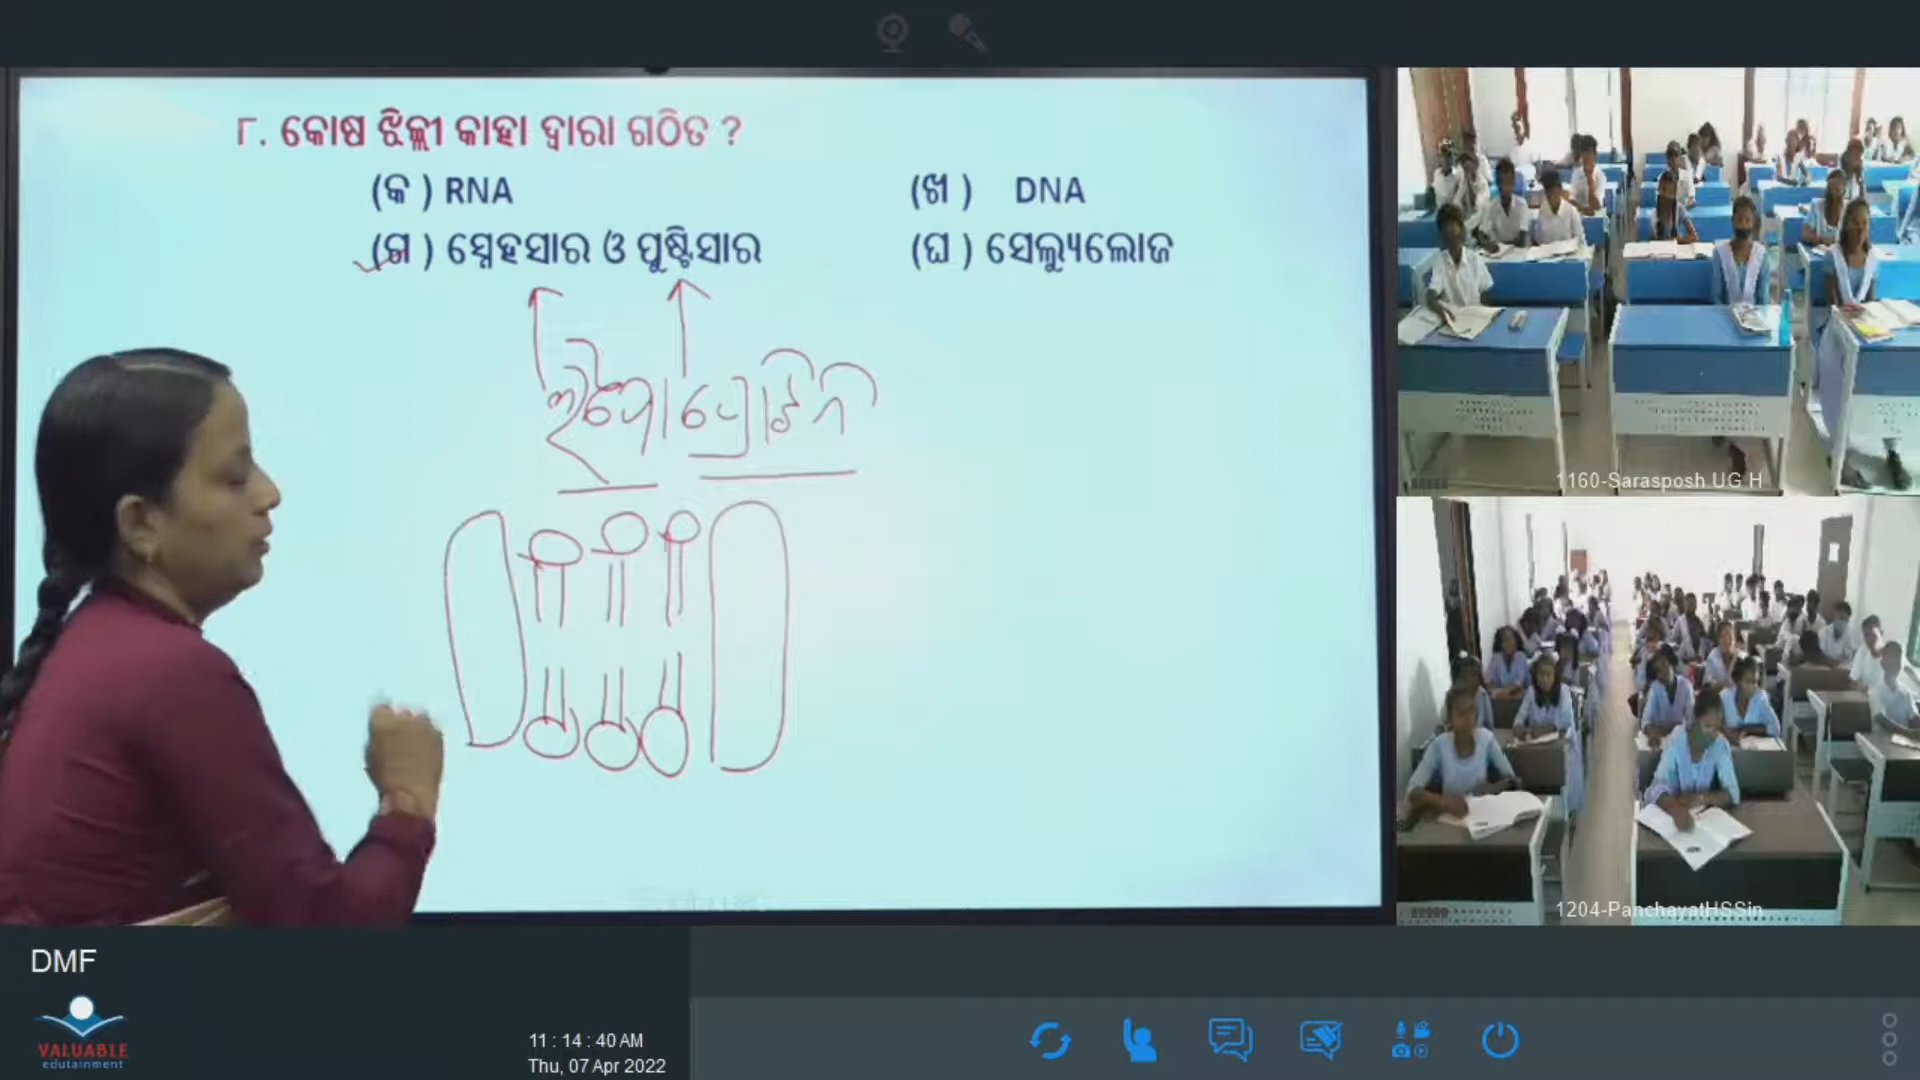 ୮. କୋଷ ଝିଲ୍ଲୀ କାହା ଦ୍ୱାରା ଗଠିତ ?
(କ ) RNA
(ଖ ) DNA
(ଗ ) ସ୍ନେହସାର ଓ ପୁଷ୍ଟିସାର
(ଘ ) ସେଲ୍ୟୁଲୋଜ
ପ୍ରୋଟିନ
1160-Sarasposh UG H
1204-PanchayatHSSin
DMF
VALUABLE
edutainment
11 : 14 : 40 AM
Thu, 07 Apr 2022